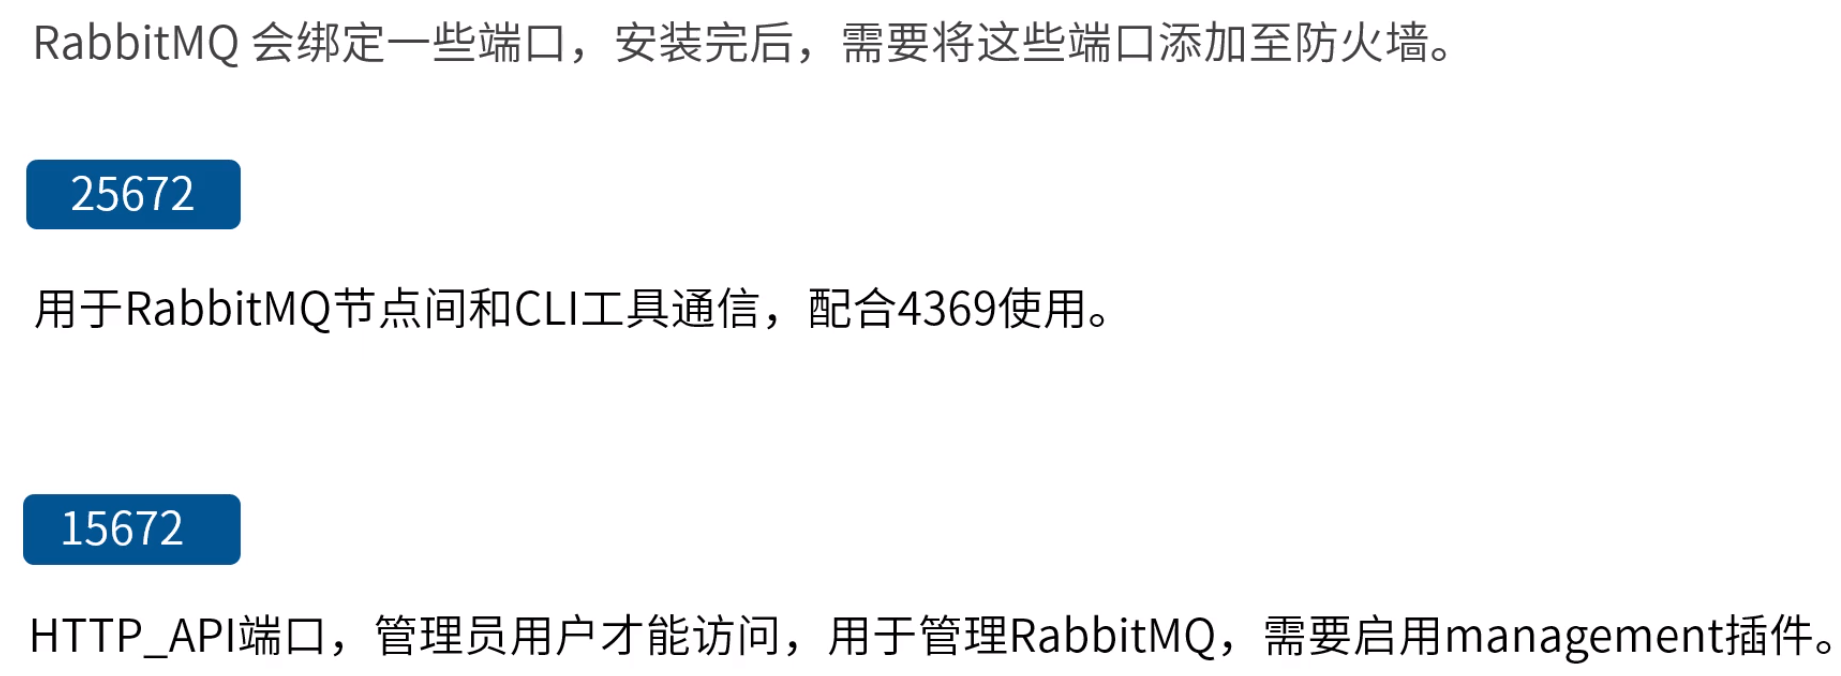 RabbitMQ 会绑定一些端口，安装完后，需要将这些端口添加至防火墙。
25672
用于RabbitMQ节点间和CLI工具通信，配合4369使用。
15672
HTTP_API端口，管理员用户才能访问，用于管理RabbitMQ，需要启用management插件。